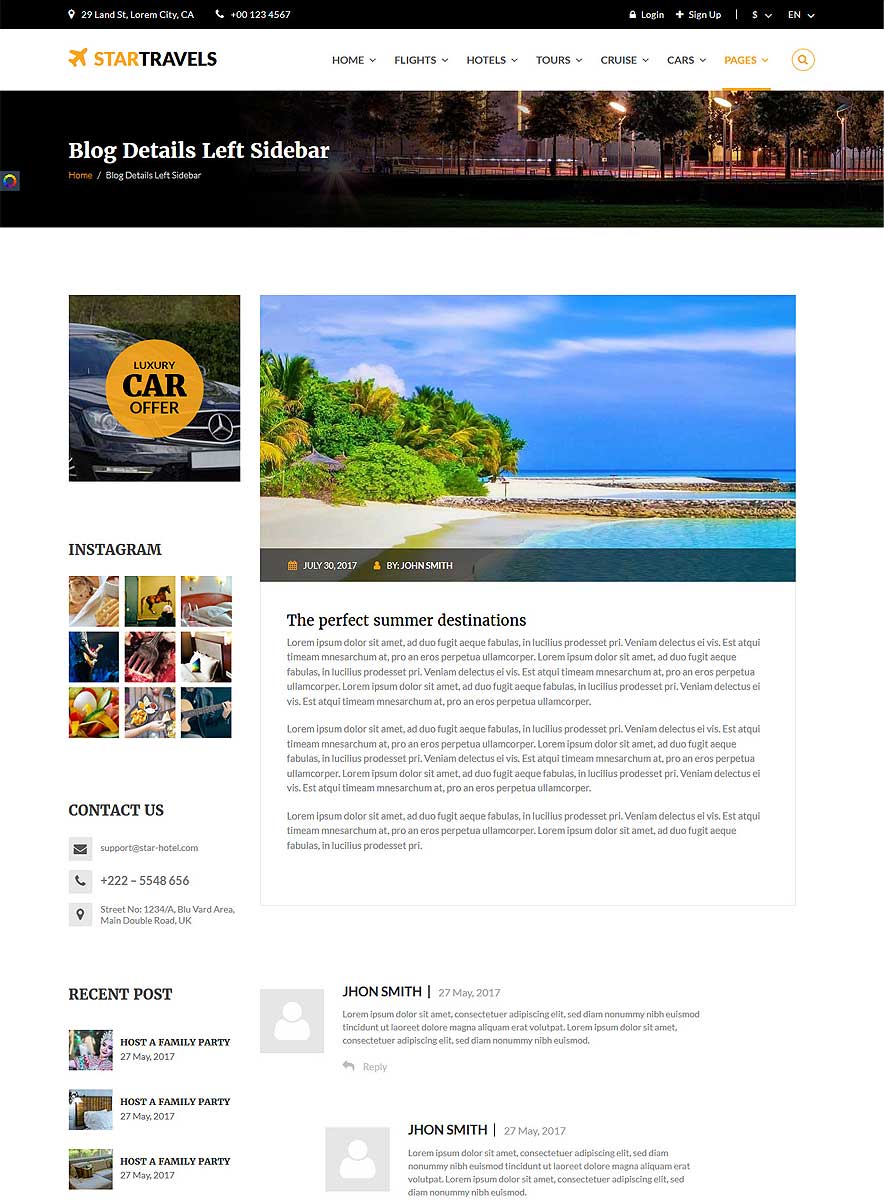 29 Land St, Lorem City, CA
+00 123 4567
Login
Sign Up
$
EN
STARTRAVELS
HOME
FLIGHTS
HOTELS
TOURS
CRUISE
CARS
PAGES
Blog Details Left Sidebar
Home / Blog Details Left Sidebar
LUXURY
CAR
OFFER
INSTAGRAM
CONTACT US
support@star-hotel.com
+222 – 5548 656
Street No: 1234/A, Blu Vard Area,
Main Double Road, UK
RECENT POST
HOST A FAMILY PARTY
27 May, 2017
HOST A FAMILY PARTY
27 May, 2017
HOST A FAMILY PARTY
27 May, 2017
JULY 30, 2017
BY: JOHN SMITH
The perfect summer destinations
Lorem ipsum dolor sit amet, ad duo fugit aeque fabulas, in lucilius prodesset pri. Veniam delectus ei vis. Est atqui
timeam mnesarchum at, pro an eros perpetua ullamcorper. Lorem ipsum dolor sit amet, ad duo fugit aeque
fabulas, in lucilius prodesset pri. Veniam delectus ei vis. Est atqui timeam mnesarchum at, pro an eros perpetua
ullamcorper. Lorem ipsum dolor sit amet, ad duo fugit aeque fabulas, in lucilius prodesset pri. Veniam delectus ei
vis. Est atqui timeam mnesarchum at, pro an eros perpetua ullamcorper.
Lorem ipsum dolor sit amet, ad duo fugit aeque fabulas, in lucilius prodesset pri. Veniam delectus ei vis. Est atqui
timeam mnesarchum at, pro an eros perpetua ullamcorper. Lorem ipsum dolor sit amet, ad duo fugit aeque
fabulas, in lucilius prodesset pri. Veniam delectus ei vis. Est atqui timeam mnesarchum at, pro an eros perpetua
ullamcorper. Lorem ipsum dolor sit amet, ad duo fugit aeque fabulas, in lucilius prodesset pri. Veniam delectus ei
vis. Est atqui timeam mnesarchum at, pro an eros perpetua ullamcorper.
Lorem ipsum dolor sit amet, ad duo fugit aeque fabulas, in lucilius prodesset pri. Veniam delectus ei vis. Est atqui
timeam mnesarchum at, pro an eros perpetua ullamcorper. Lorem ipsum dolor sit amet, ad duo fugit aeque
fabulas, in lucilius prodesset pri.
JHON SMITH | 27 May, 2017
Lorem ipsum dolor sit amet, consectetuer adipiscing elit, sed diam nonummy nibh euismod
tincidunt ut laoreet dolore magna aliquam erat volutpat. Lorem ipsum dolor sit amet,
consectetuer adipiscing elit, sed diam nonummy nibh euismod.
Reply
JHON SMITH | 27 May, 2017
Lorem ipsum dolor sit amet, consectetuer adipiscing elit, sed diam
nonummy nibh euismod tincidunt ut laoreet dolore magna aliquam erat
volutpat. Lorem ipsum dolor sit amet, consectetuer adipiscing elit, sed
diam nonummy nibh euismod.